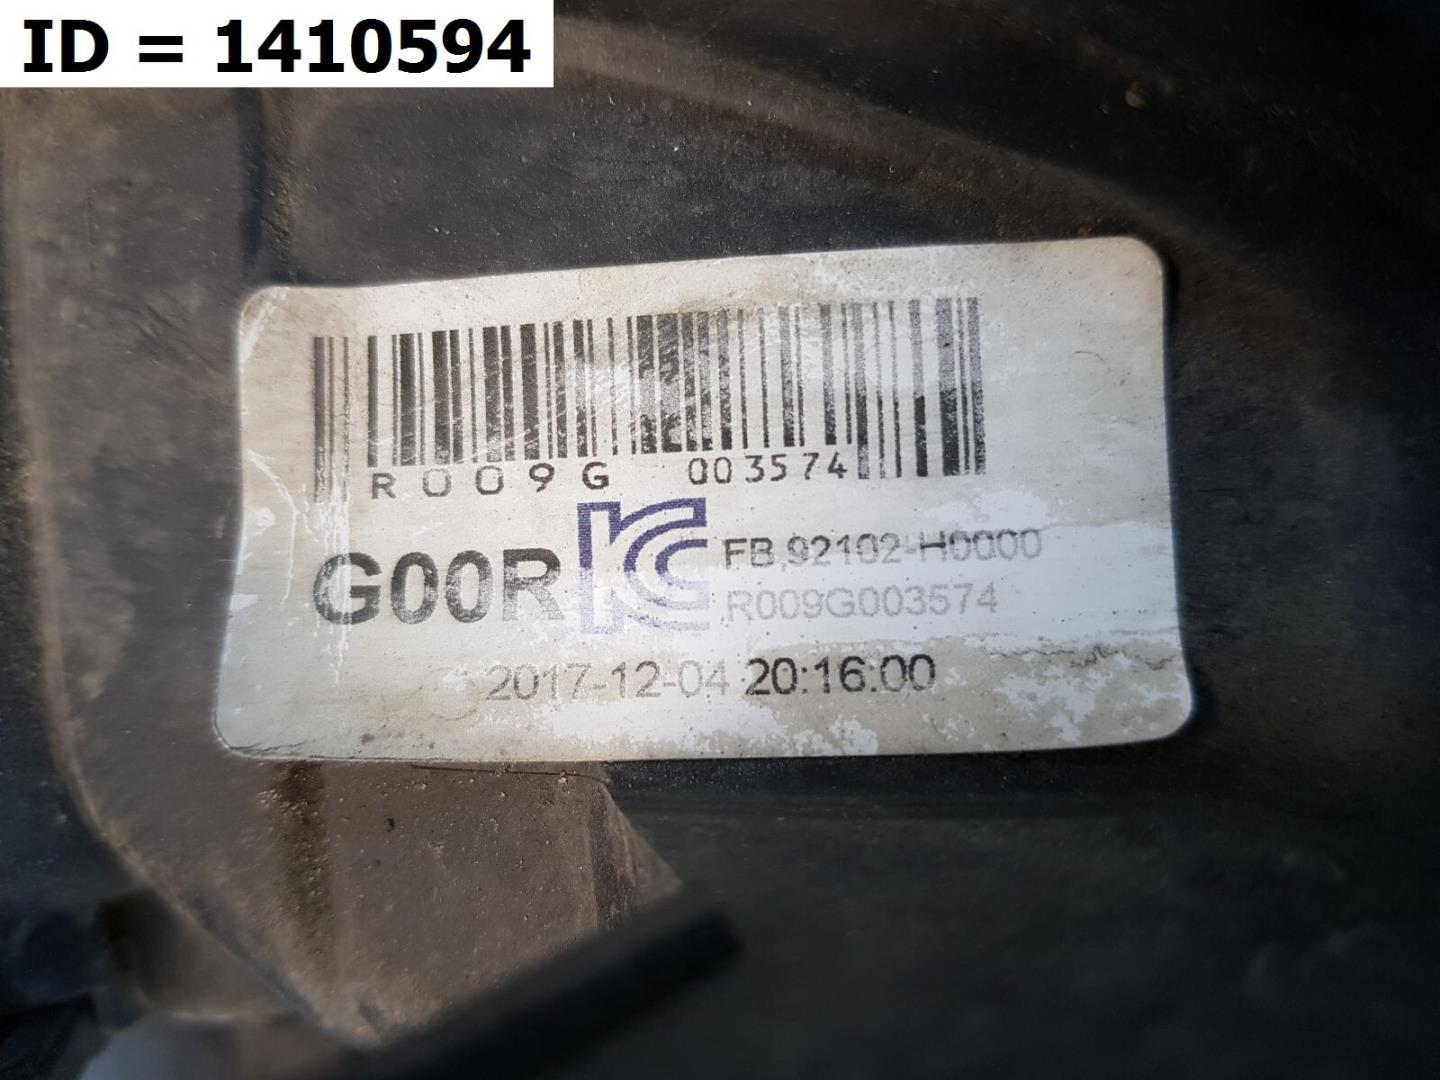 ID = 1410594
R009G 003574
G00R
FB,92102-H0000
R009G003574
2017-12-04 20:16:00